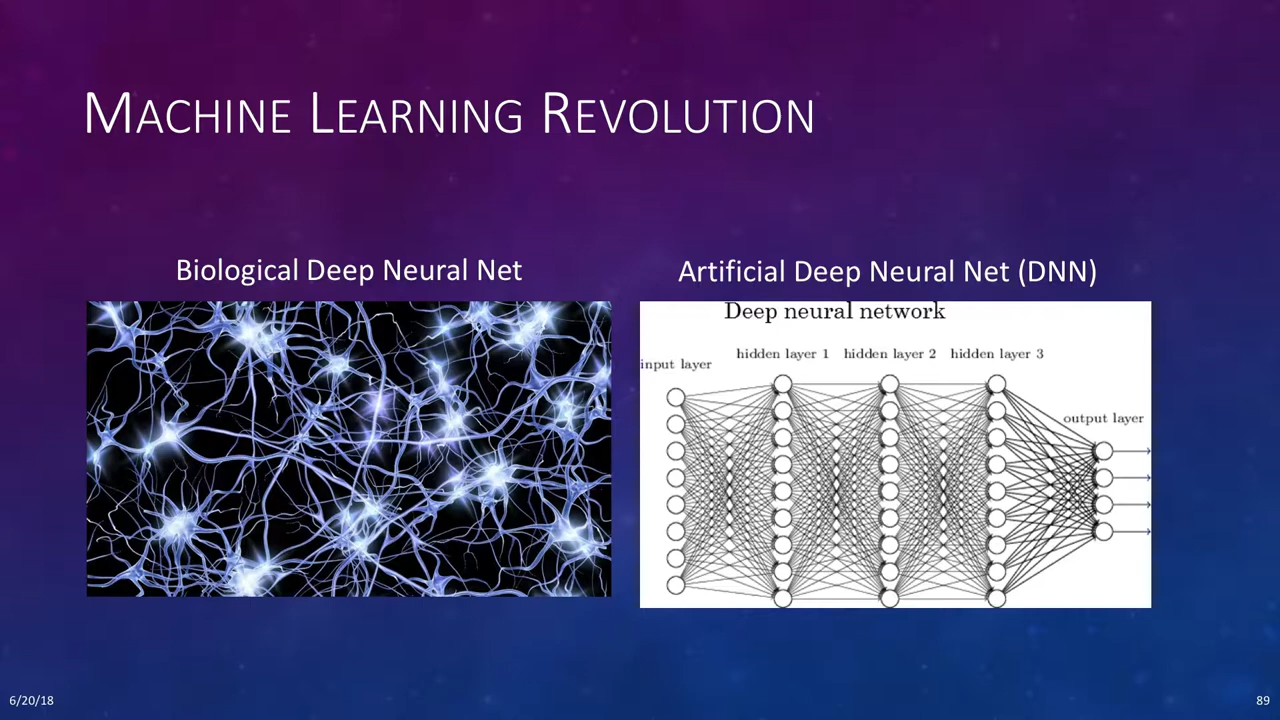 Machine Learning Revolution
Biological Deep Neural Net
Artificial Deep Neural Net (DNN)
Deep neural network
hidden layer 1 hidden layer 2 hidden layer 3
input layer
output layer
6/20/18
89